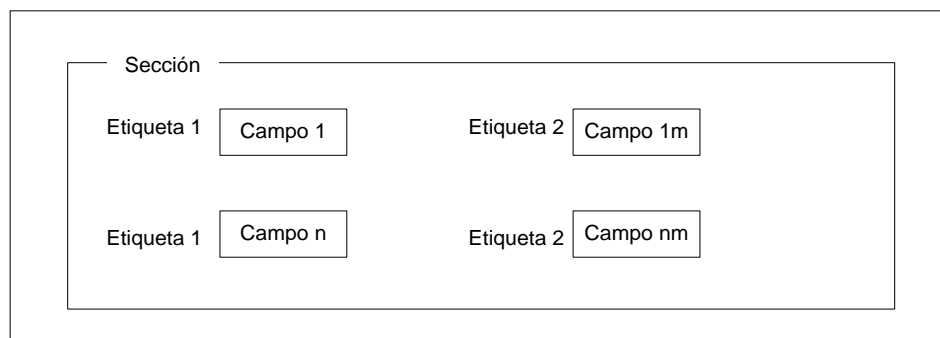 Sección
Etiqueta 1 Campo 1 Etiqueta 2 Campo 1m
Etiqueta 1 Campo n Etiqueta 2 Campo nm